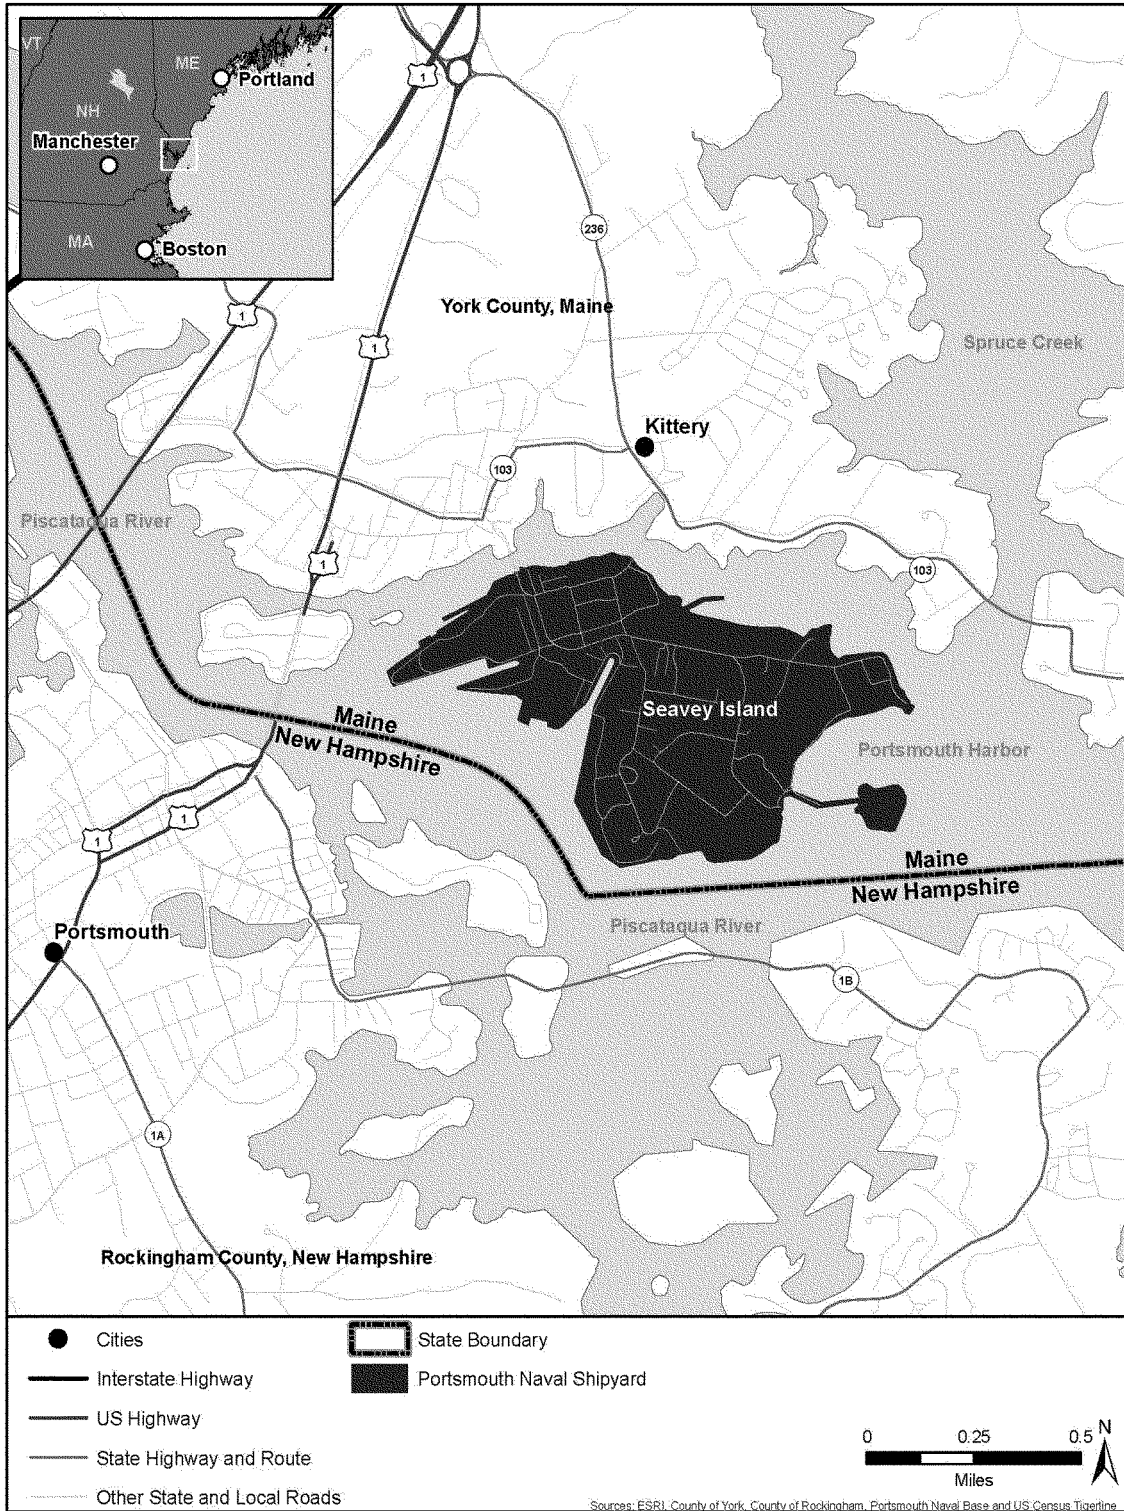 VT
ME
Portland
NH
Manchester
MA
Boston
1
236
York County, Maine
1
1
Spruce Creek
Kittery
103
Piscataqua River
1
103
Seavey Island
Maine
New Hampshire
Portsmouth Harbor
1
1
Maine
New Hampshire
Piscataqua River
Portsmouth
1B
1A
Rockingham County, New Hampshire
Cities
State Boundary
Interstate Highway
Portsmouth Naval Shipyard
US Highway
State Highway and Route
Other State and Local Roads
0 0.25 0.5
Miles
N
Sources: ESRI, County of York, County of Rockingham, Portsmouth Naval Base and US Census Tigerline